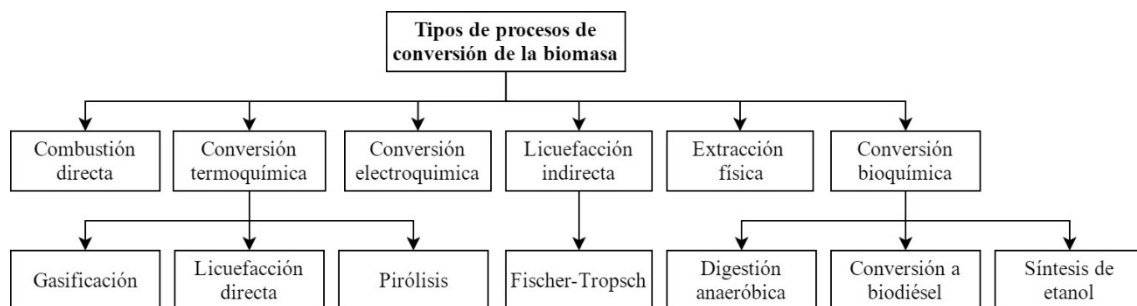 Tipos de procesos de
conversión de la biomasa
Combustión
directa
Conversión
termoquímica
Conversión
electroquimica
Licuefacción
indirecta
Extracción
física
Conversión
bioquímica
Gasificación
Licuefacción
directa
Pirólisis
Fischer-Tropsch
Digestión
anaeróbica
Conversión a
biodiésel
Síntesis de
etanol